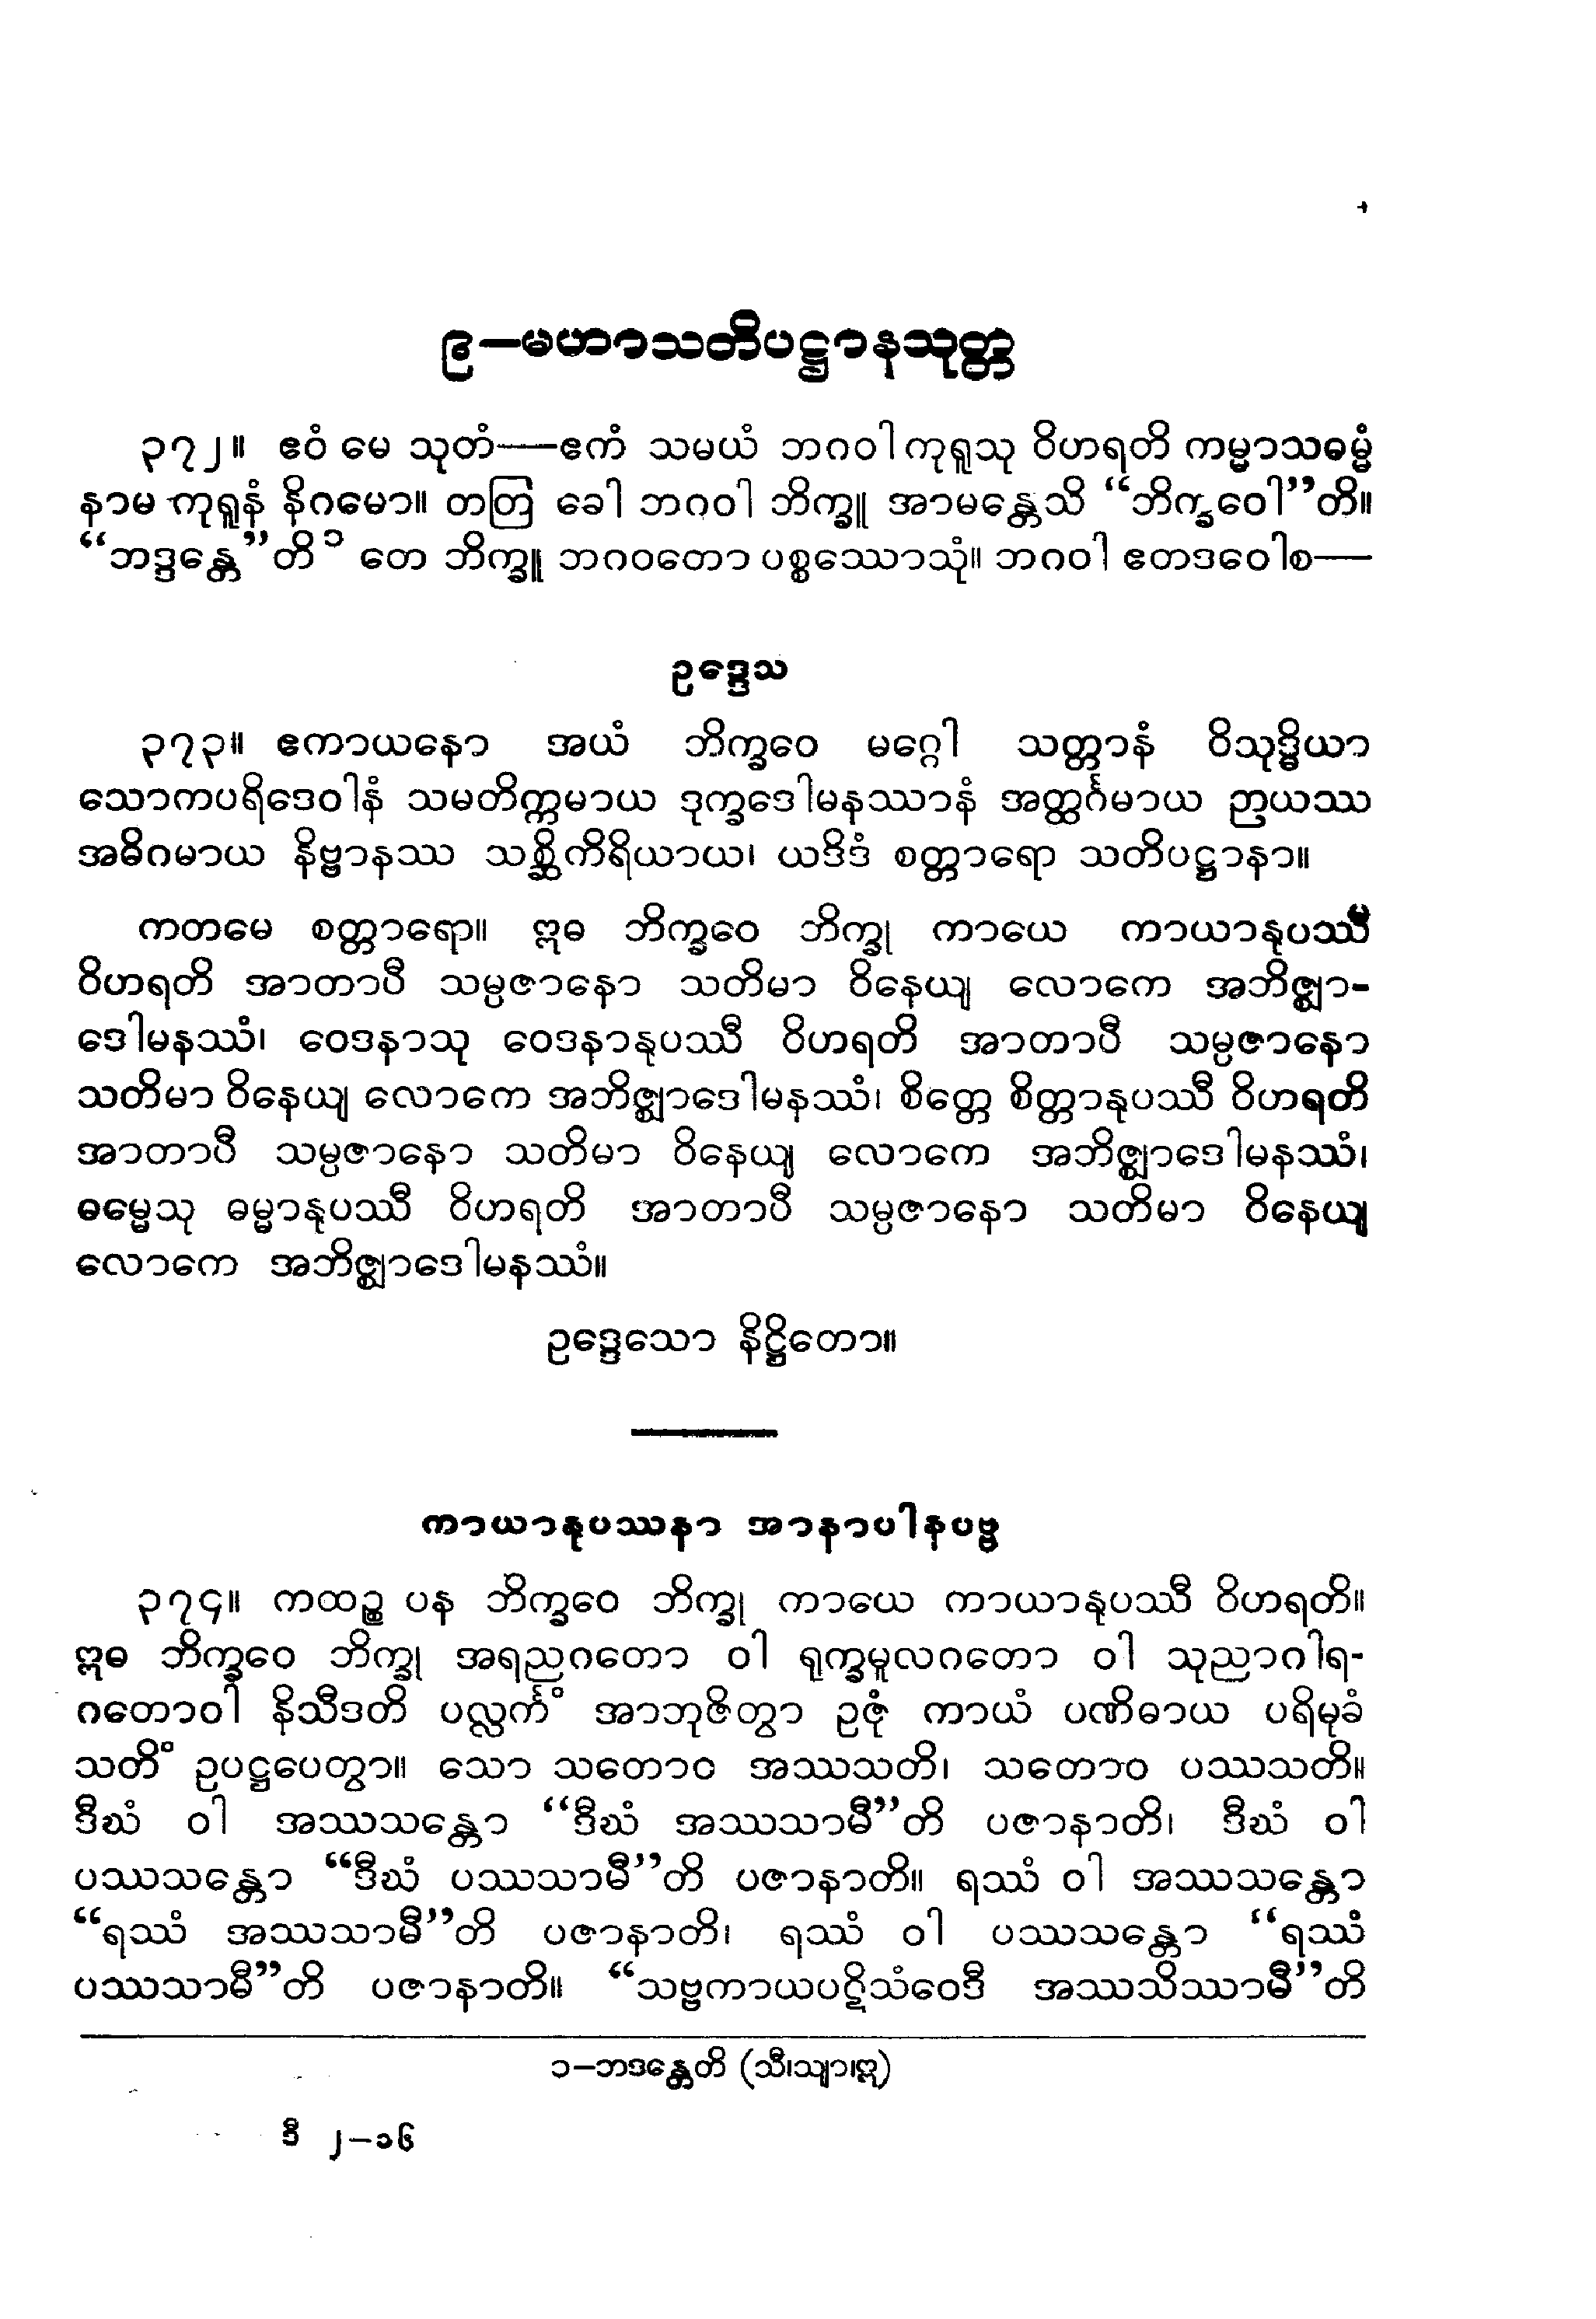 ၉–မဟာသတိပဋ္ဌာနသုတ္တ
၃၇၂။ ဧဝံ မေ သုတံ—ဧကံ သမယံ ဘဂဝါ ကုရူသု ဝိဟရတိ ကမ္မာသဓမ္မံ
နာမ ကုရူနံ နိဂမော။ တတြ ခေါ ဘဂဝါ ဘိက္ခူ အာမန္တေသိ “ဘိက္ခဝေါ”တိ။
“ဘဒ္ဒန္တေ”တိ ၁ တေ ဘိက္ခူ ဘဂဝတော ပစ္စဿောသုံ။ ဘဂဝါ ဧတဒဝေါစ—
ဥဒ္ဒေသ
၃၇၃။ ဧကာယနော အယံ ဘိက္ခဝေ မဂ္ဂေါ သတ္တာနံ ဝိသုဒ္ဓိယာ
သောကပရိဒေဝါနံ သမတိက္ကမာယ ဒုက္ခဒေါမနဿာနံ အတ္ထင်္ဂမာယ ဉာယဿ
အဓိဂမာယ နိဗ္ဗာနဿ သစ္ဆိကိရိယာယ၊ ယဒိဒံ စတ္တာရော သတိပဋ္ဌာနာ။
ကတမေ စတ္တာရော။ ဣဓ ဘိက္ခဝေ ဘိက္ခု ကာယေ ကာယာနုပဿီ
ဝိဟရတိ အာတာပီ သမ္ပဇာနော သတိမာ ဝိနေယျ လောကေ အဘိဇ္ဈာ-
ဒေါမနဿံ၊ ဝေဒနာသု ဝေဒနာနုပဿီ ဝိဟရတိ အာတာပီ သမ္ပဇာနော
သတိမာ ဝိနေယျ လောကေ အဘိဇ္ဈာဒေါမနဿံ၊ စိတ္တေ စိတ္တာနုပဿီ ဝိဟရတိ
အာတာပီ သမ္ပဇာနော သတိမာ ဝိနေယျ လောကေ အဘိဇ္ဈာဒေါမနဿံ၊
ဓမ္မေသု ဓမ္မာနုပဿီ ဝိဟရတိ အာတာပီ သမ္ပဇာနော သတိမာ ဝိနေယျ
လောကေ အဘိဇ္ဈာဒေါမနဿံ။
ဥဒ္ဒေသော နိဋ္ဌိတော။
ကာယာနုပဿနာ အာနာပါနပဗ္ဗ
၃၇၄။ ကထဉ္စ ပန ဘိက္ခဝေ ဘိက္ခု ကာယေ ကာယာနုပဿီ ဝိဟရတိ။
ဣဓ ဘိက္ခဝေ ဘိက္ခု အရညဂတော ဝါ ရုက္ခမူလဂတော ဝါ သုညာဂါရ-
ဂတောဝါ နိသီဒတိ ပလ္လင်္ကံ အာဘုဇိတွာ ဥဇုံ ကာယံ ပဏိဓာယ ပရိမုခံ
သတိံ ဥပဋ္ဌပေတွာ။ သော သတောဝ အဿသတိ၊ သတောဝ ပဿသတိ။
ဒီဃံ ဝါ အဿသန္တော “ဒီဃံ အဿသာမီ”တိ ပဇာနာတိ၊ ဒီဃံ ဝါ
ပဿသန္တော “ဒီဃံ ပဿသာမီ”တိ ပဇာနာတိ။ ရဿံ ဝါ အဿသန္တော
“ရဿံ အဿသာမီ”တိ ပဇာနာတိ၊ ရဿံ ဝါ ပဿသန္တော “ရဿံ
ပဿသာမီ”တိ ပဇာနာတိ။ “သဗ္ဗကာယပဋိသံဝေဒီ အဿသိဿာမီ”တိ
၁–ဘဒန္တေတိ (သီ၊သျာ၊ဣ)
ဒီ ၂–၁၆